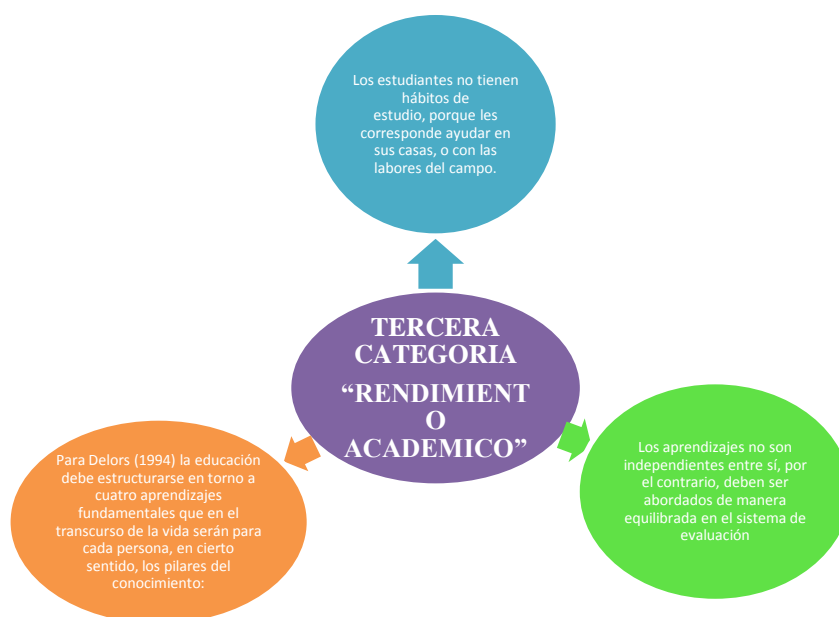 Los estudiantes no tienen
hábitos de
estudio, porque les
corresponde ayudar en
sus casas, o con las
labores del campo.
TERCERA
CATEGORIA
“RENDIMIENT
O
ACADEMICO”
Para Delors (1994) la educación
debe estructurarse en torno a
cuatro aprendizajes
fundamentales que en el
transcurso de la vida serán para
cada persona, en cierto
sentido, los pilares del
conocimiento:
Los aprendizajes no son
independientes entre sí, por
el contrario, deben ser
abordados de manera
equilibrada en el sistema de
evaluación